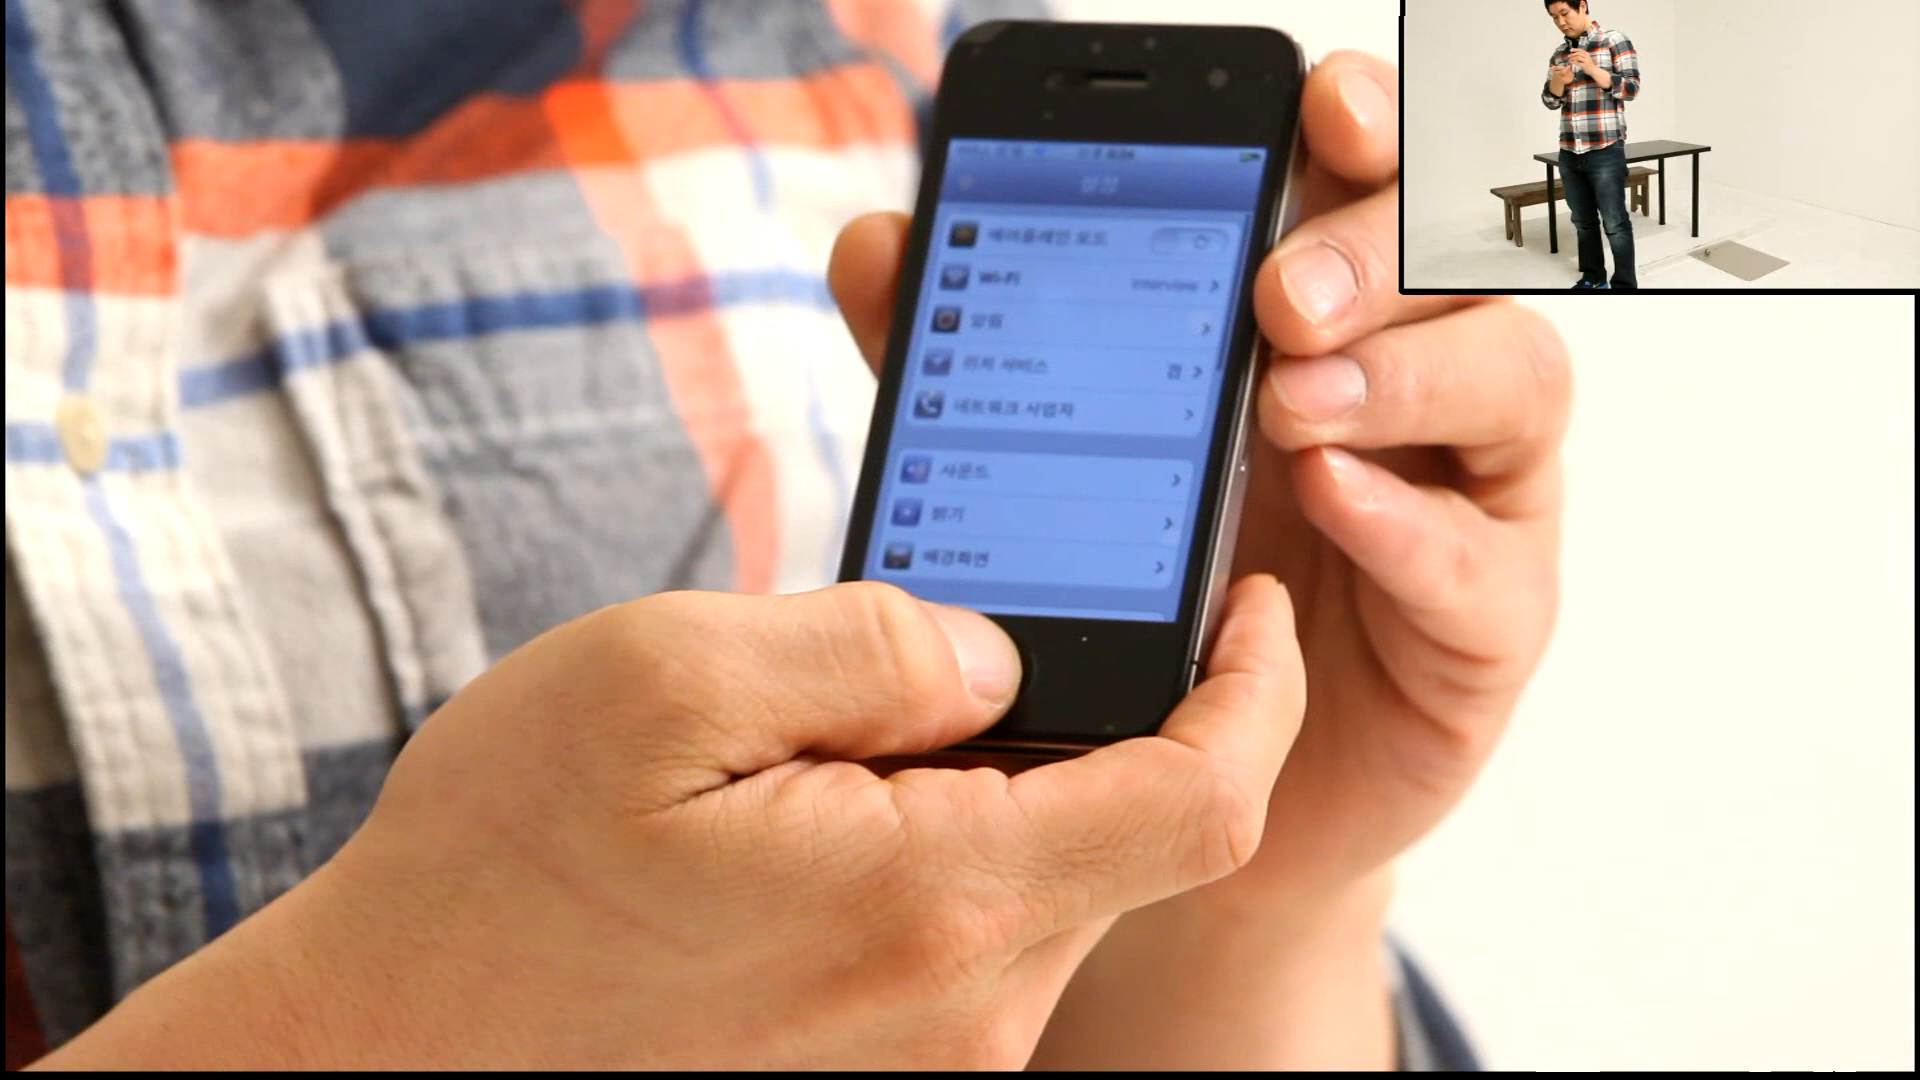 설정
에어플레인 모드
Wi-Fi interview
알림
위치 서비스 켬
네트워크 사업자
사운드
밝기
배경화면